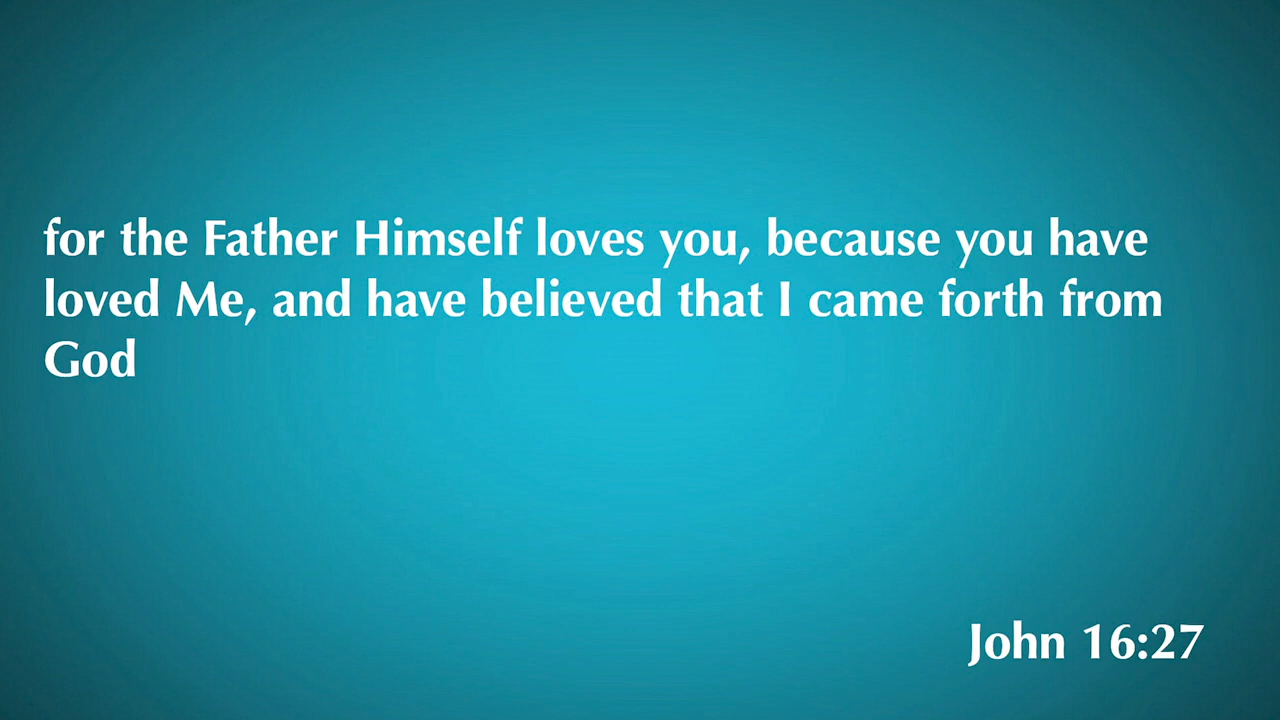 for the Father Himself loves you, because you have
loved Me, and have believed that I came forth from
God
John 16:27